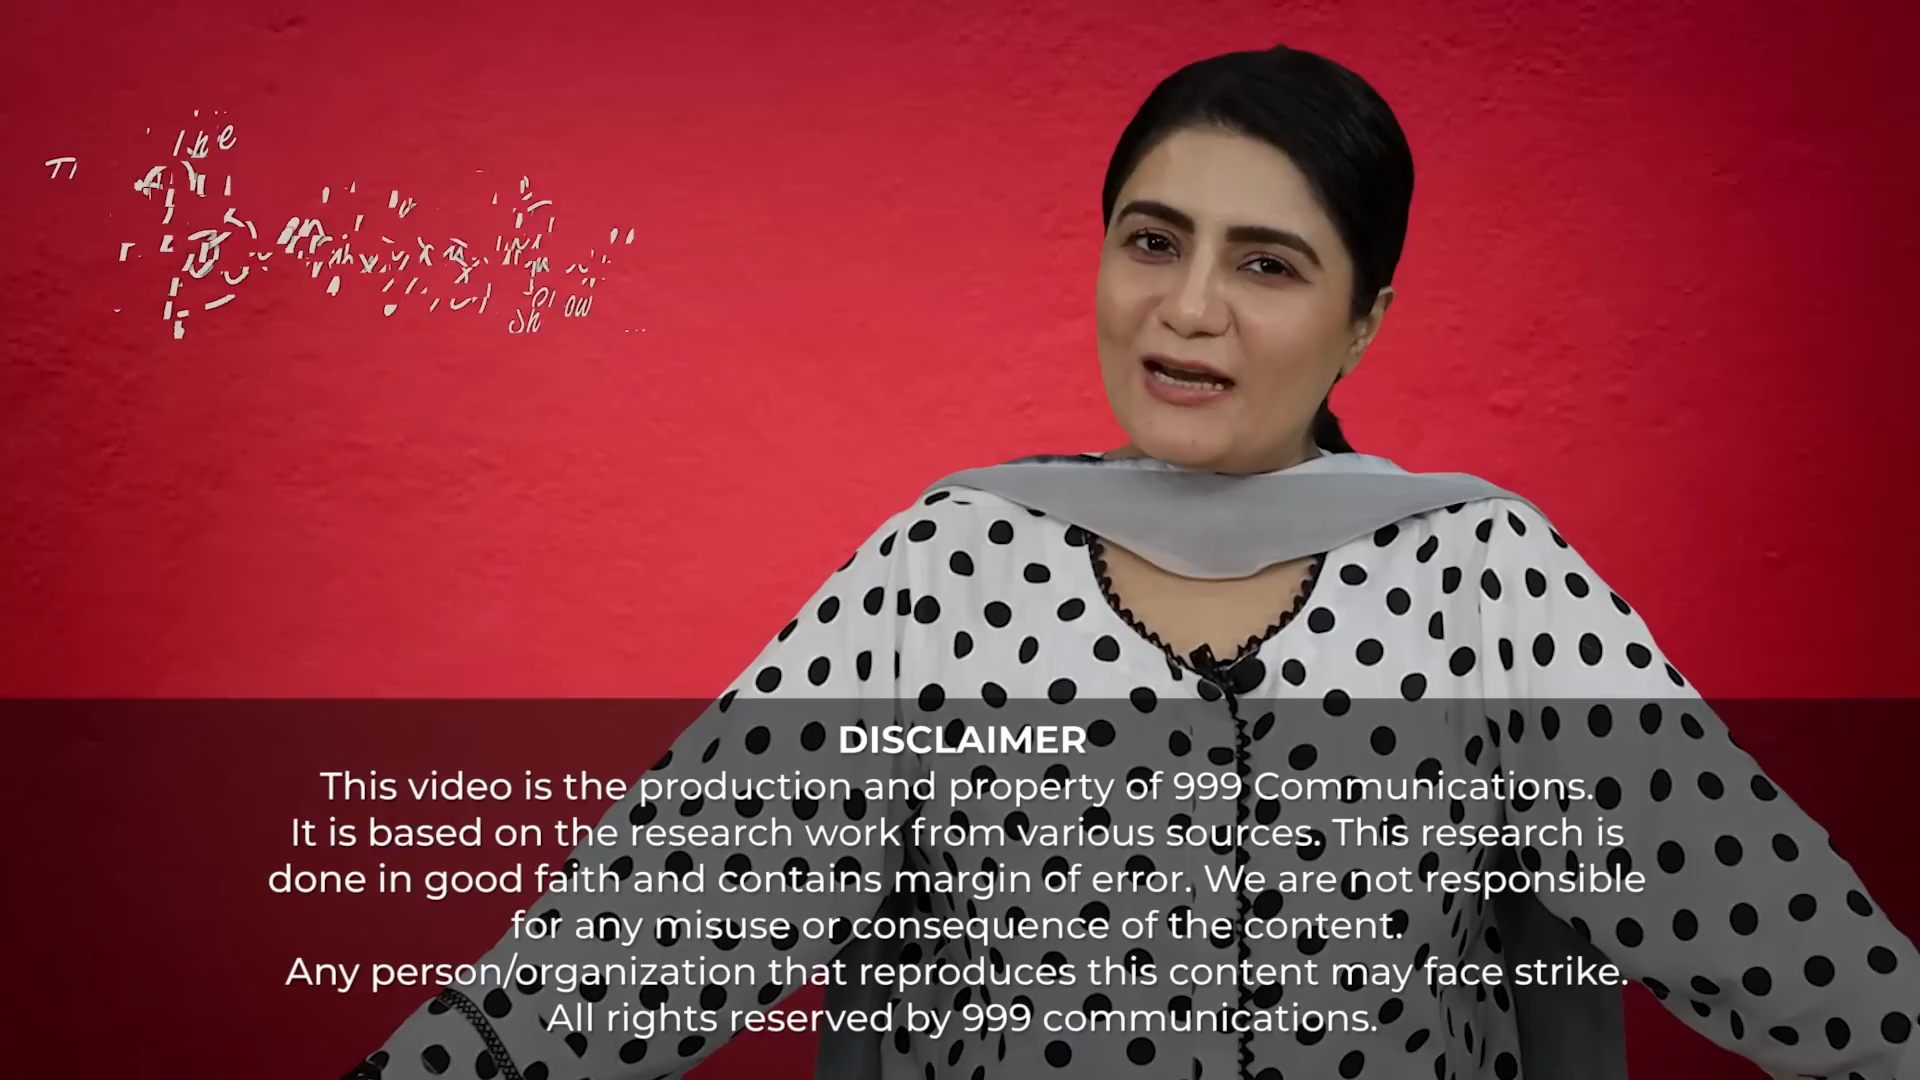 The
Show
DISCLAIMER
This video is the production and property of 999 Communications.
It is based on the research work from various sources. This research is
done in good faith and contains margin of error. We are not responsible
for any misuse or consequence of the content.
Any person/organization that reproduces this content may face strike.
All rights reserved by 999 communications.